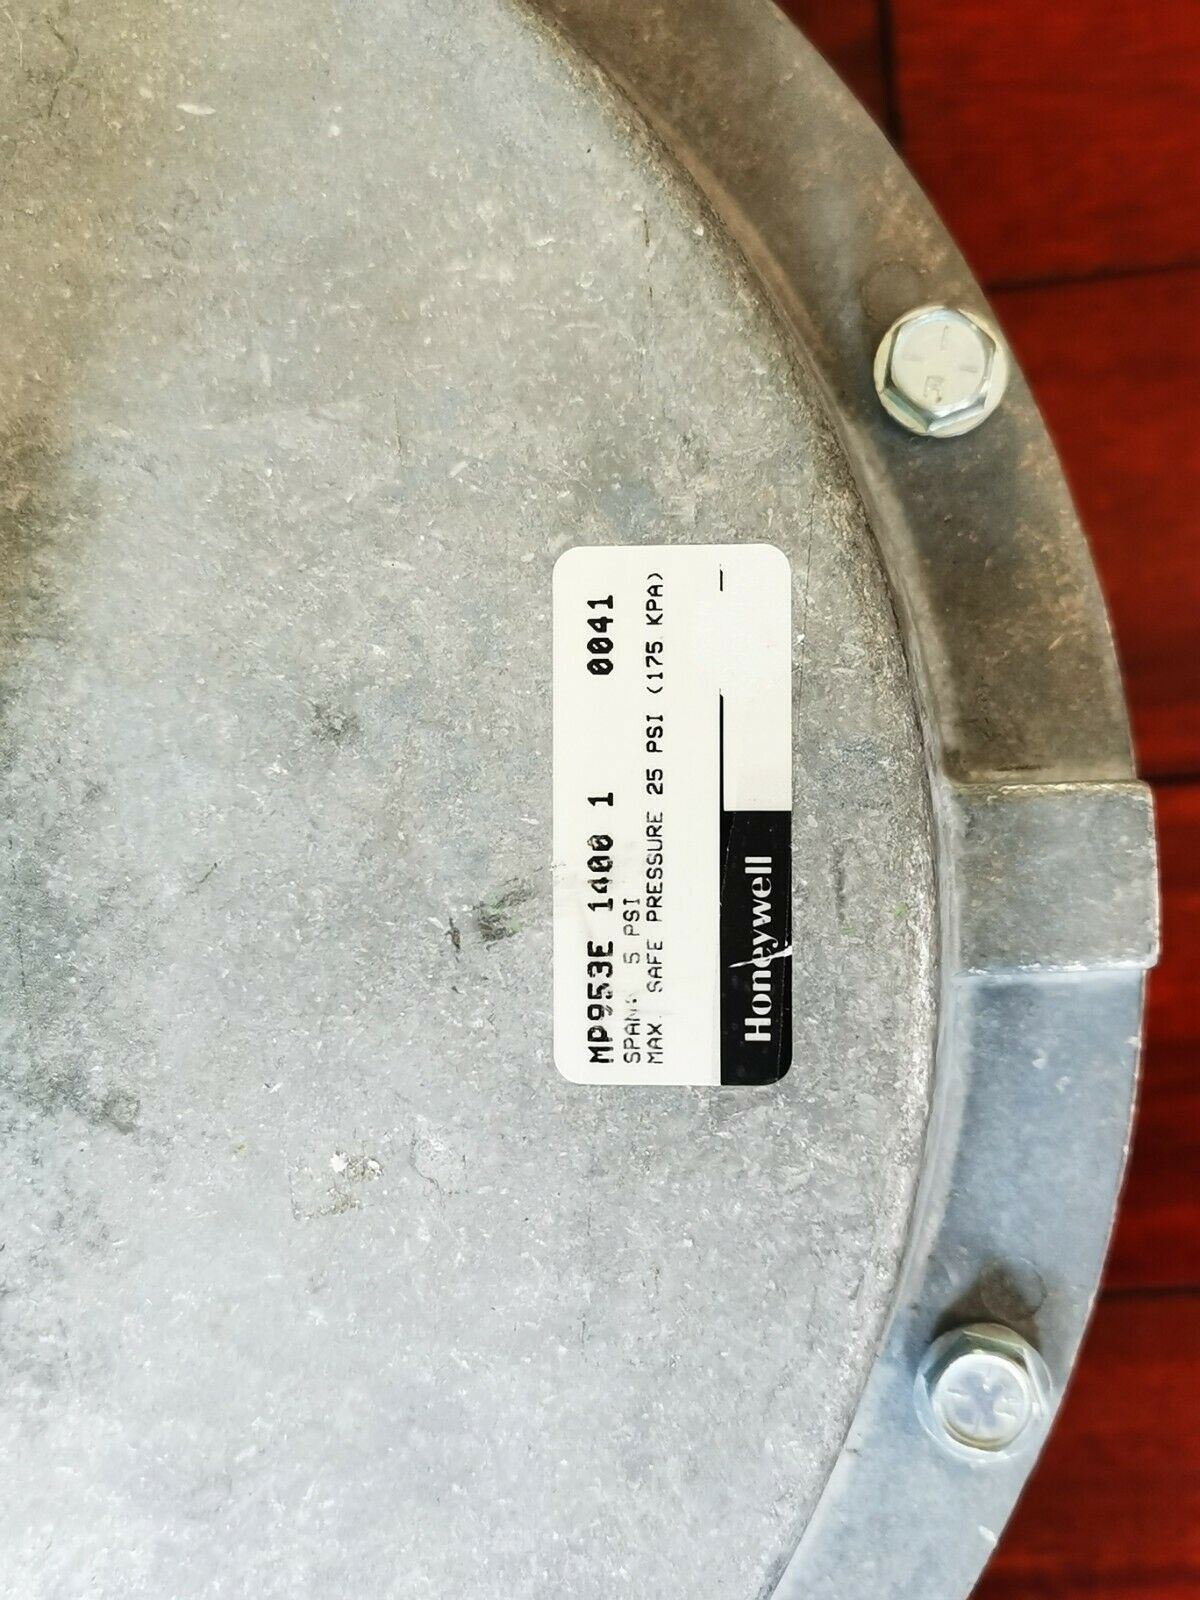 MP953E 1400 1 0041
SPAN: 5 PSI
MAX. SAFE PRESSURE 25 PSI (175 KPA)
Honeywell